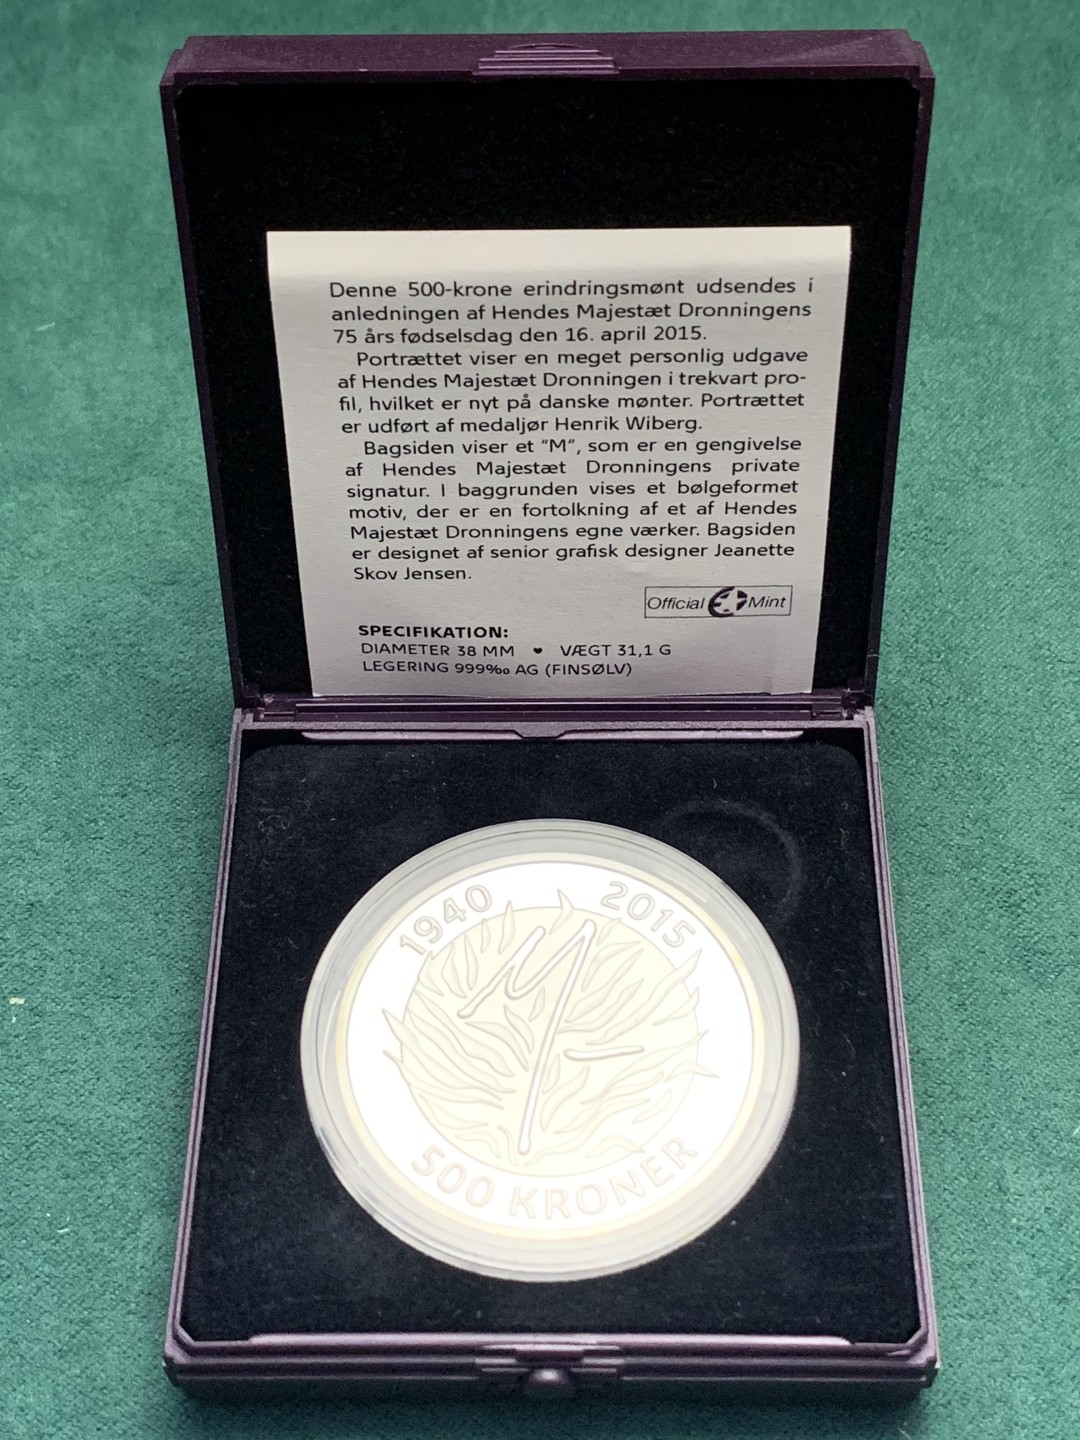 Denne 500-krone erindringsmønt udsendes i
anledningen af Hendes Majestæt Dronningens
75 års fødselsdag den 16. april 2015.
Portrættet viser en meget personlig udgave
af Hendes Majestæt Dronningen i trekvart pro-
fil, hvilket er nyt på danske mønter. Portrættet
er udført af medaljør Henrik Wiberg.
Bagsiden viser et "M", som er en gengivelse
af Hendes Majestæt Dronningens private
signatur. I baggrunden vises et bølgeformet
motiv, der er en fortolkning af et af Hendes
Majestæt Dronningens egne værker. Bagsiden
er designet af senior grafisk designer Jeanette
Skov Jensen.
Official Mint
SPECIFIKATION:
DIAMETER 38 MM ♥ VÆGT 31,1 G
LEGERING 999‰ AG (FINSØLV)
1940 2015
M
500 KRONER